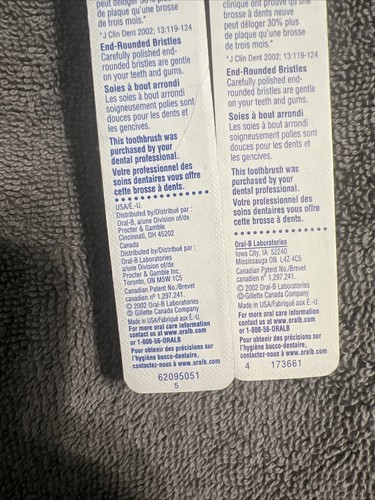 peut déloger 30% plus
de plaque qu'une brosse
de trois mois.*
*J Clin Dent 2002; 13:119-124
End-Rounded Bristles
Carefully polished end-
rounded bristles are gentle
on your teeth and gums.
Soies à bout arrondi
Les soies à bout arrondi
soigneusement polies sont
douces pour les dents et
les gencives.
This toothbrush was
purchased by your
dental professional.
Votre professionnel des
soins dentaires vous offre
cette brosse à dents.
USA/É.-U.
Distributed by/Distribué par :
Oral-B, a/une Division of/de
Procter & Gamble
Cincinnati, OH 45202
Canada
Distributed by/Distribué par :
Oral-B Laboratories
a/une Division of/de
Procter & Gamble Inc.
Toronto, ON M5W 1C5
Canadian Patent No./Brevet
canadien nº 1,297,241.
© 2002 Oral-B Laboratories
© Gillette Canada Company
Made in USA/Fabriqué aux É.-U.
For more oral care information
contact us at www.oralb.com
or 1-800-56-ORALB
Pour obtenir des précisions sur
l'hygiène bucco-dentaire,
contactez-nous à www.oralb.com
62095051
5
clinique ont prouvé qu'une
brosse à dents neuve
peut déloger 30% plus
de plaque qu'une brosse
de trois mois.*
*J Clin Dent 2002; 13:119-124
End-Rounded Bristles
Carefully polished end-
rounded bristles are gentle
on your teeth and gums.
Soies à bout arrondi
Les soies à bout arrondi
soigneusement polies sont
douces pour les dents et
les gencives.
This toothbrush was
purchased by your
dental professional.
Votre professionnel des
soins dentaires vous offre
cette brosse à dents.
Oral-B Laboratories
Iowa City, IA 52240
Mississauga ON L4Z 4C5
Canadian Patent No./Brevet
canadien nº 1,297,241.
© 2002 Oral-B Laboratories
© Gillette Canada Company
Made in USA/Fabriqué aux É.-U.
For more oral care information
contact us at www.oralb.com
or 1-800-56-ORALB
Pour obtenir des précisions sur
l'hygiène bucco-dentaire,
contactez-nous à www.oralb.com
4 173661